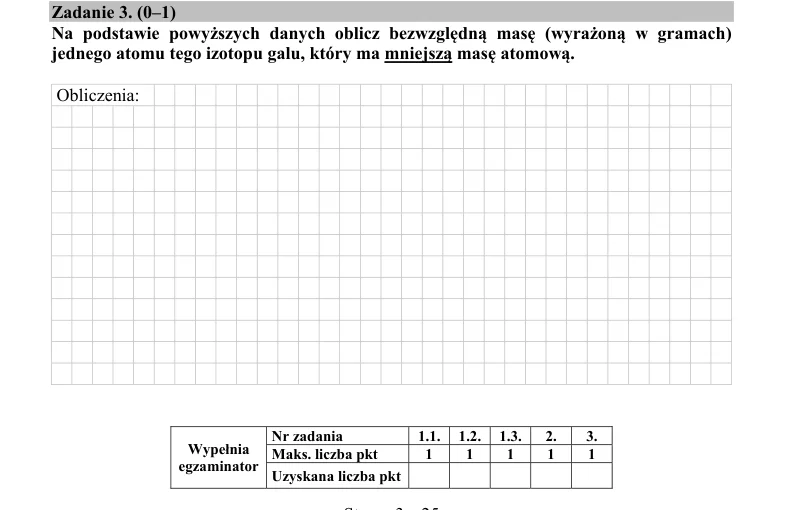 Zadanie 3. (0–1)
Na podstawie powyższych danych oblicz bezwzględną masę (wyrażoną w gramach)
jednego atomu tego izotopu galu, który ma mniejszą masę atomową.
Obliczenia:
Wypełnia egzaminator
Nr zadania 1.1. 1.2. 1.3. 2. 3.
Maks. liczba pkt 1 1 1 1 1
Uzyskana liczba pkt